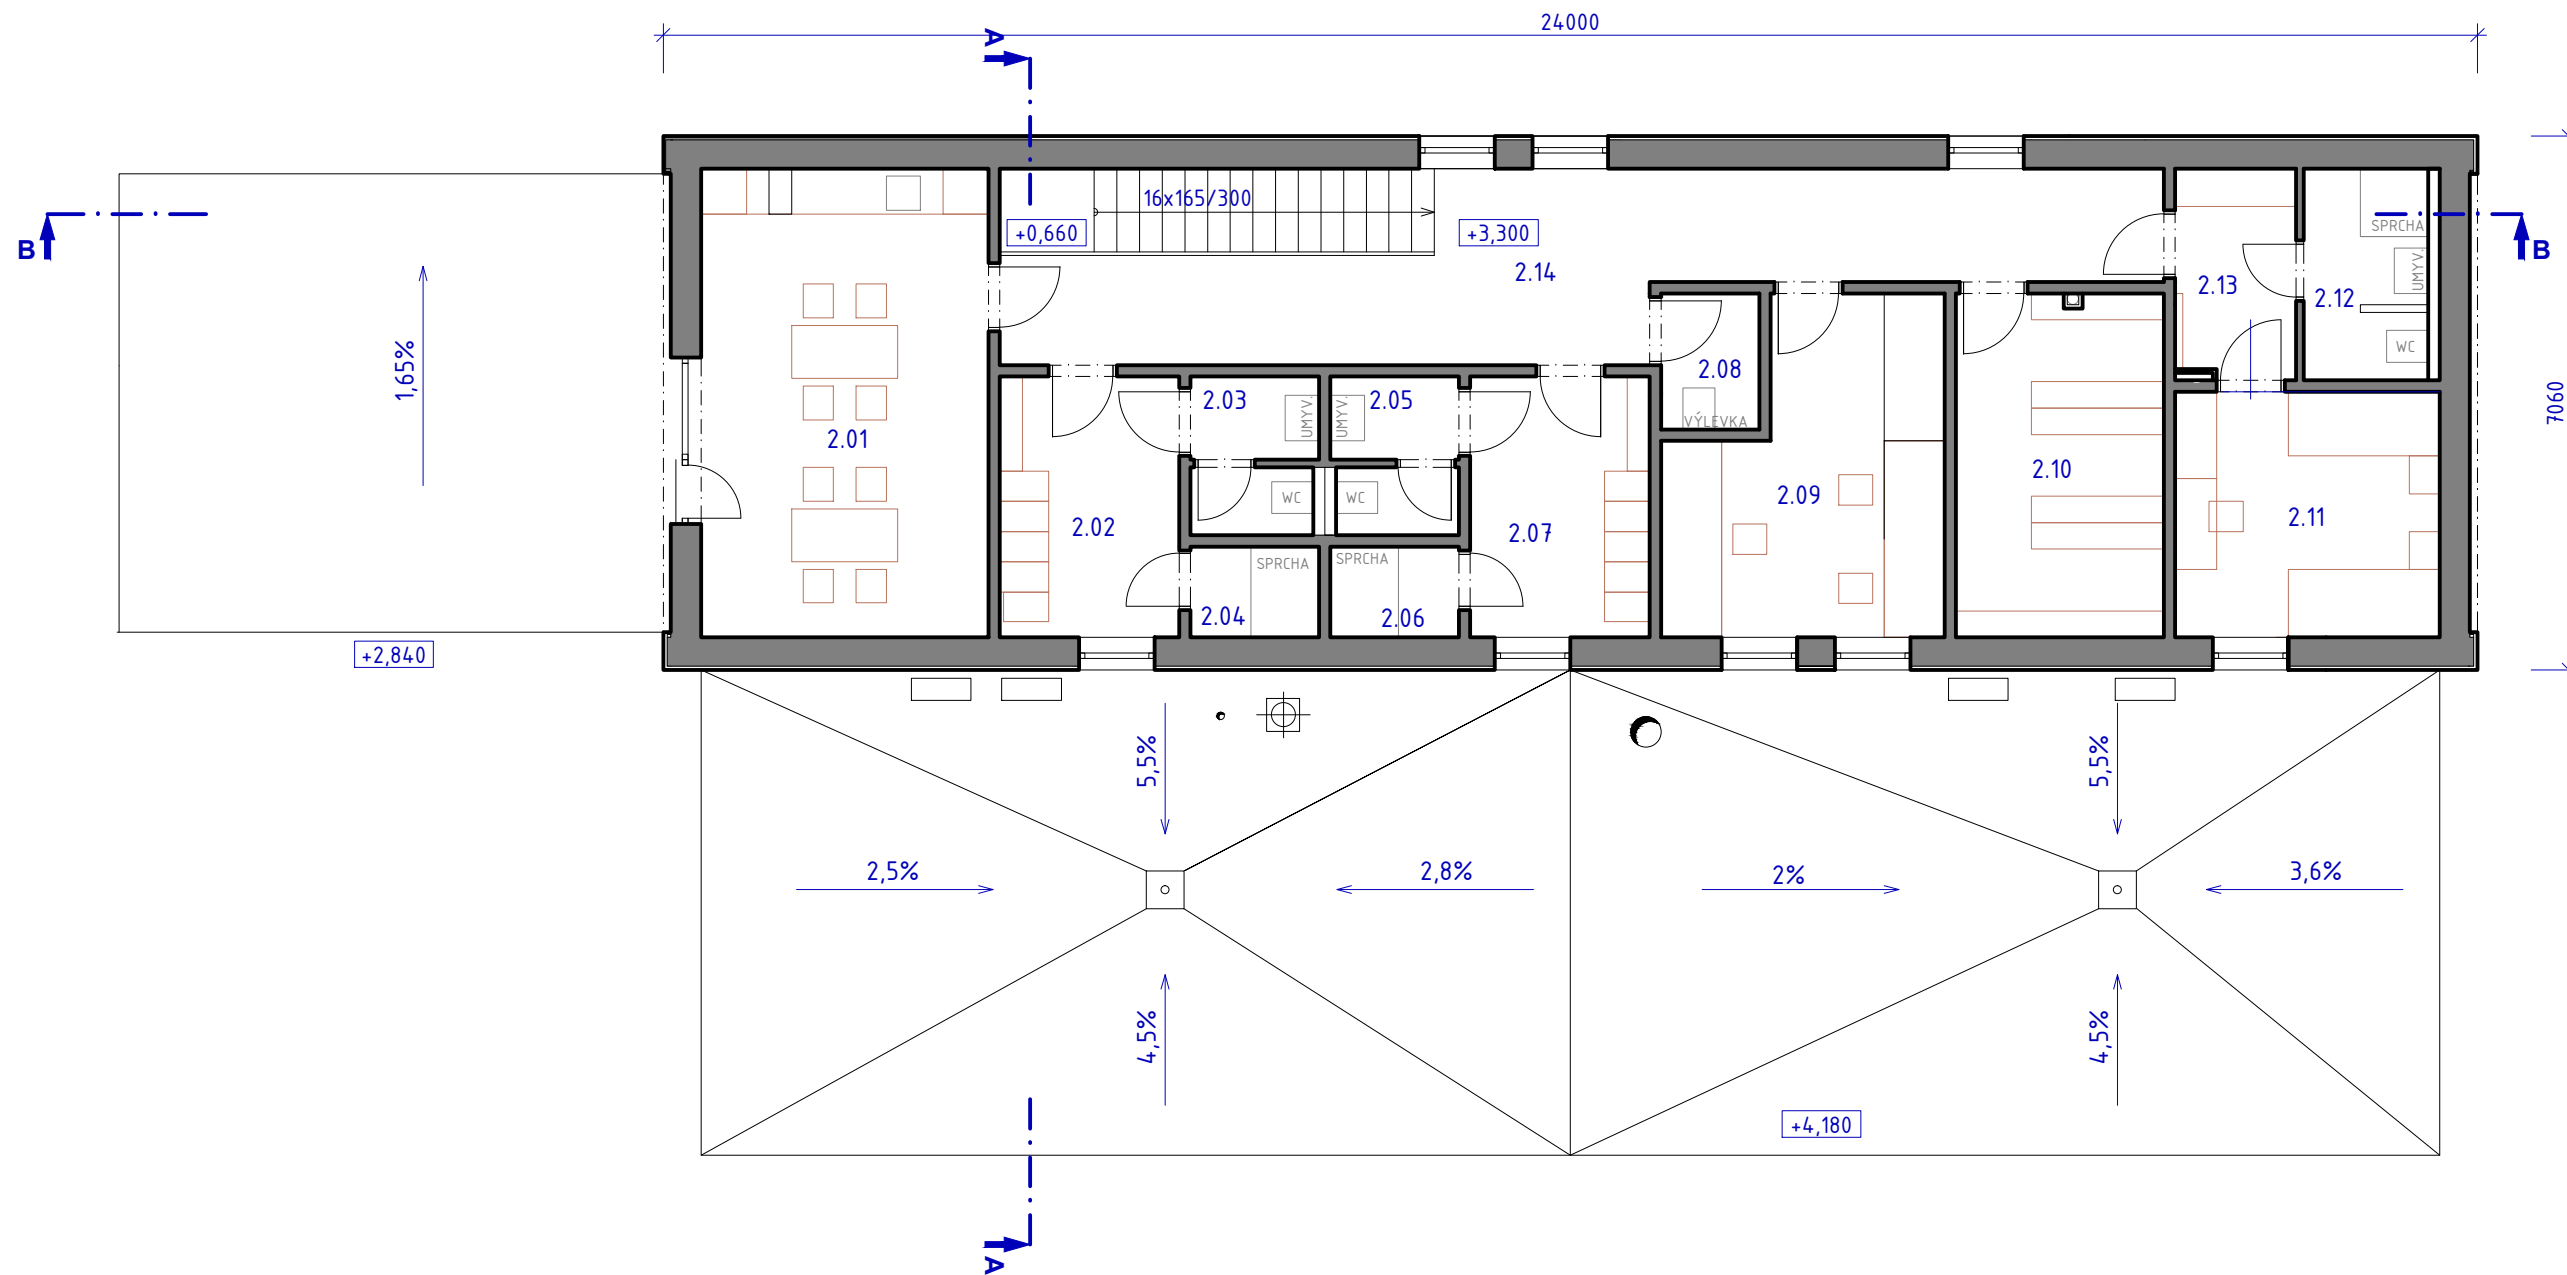 24000
A
16x165/300
+0,660
+3,300
B
SPRCHA
B
2.14
UMYV.
2.13
2.12
1,65%
WC
2.08
7060
2.03
UMYV.
UMYV.
2.05
VÝLEVKA
2.01
2.10
2.09
WC
WC
2.11
2.02
2.07
SPRCHA
SPRCHA
2.04
2.06
+2,840
5,5%
5,5%
2,5%
2,8%
2%
3,6%
4,5%
4,5%
+4,180
A